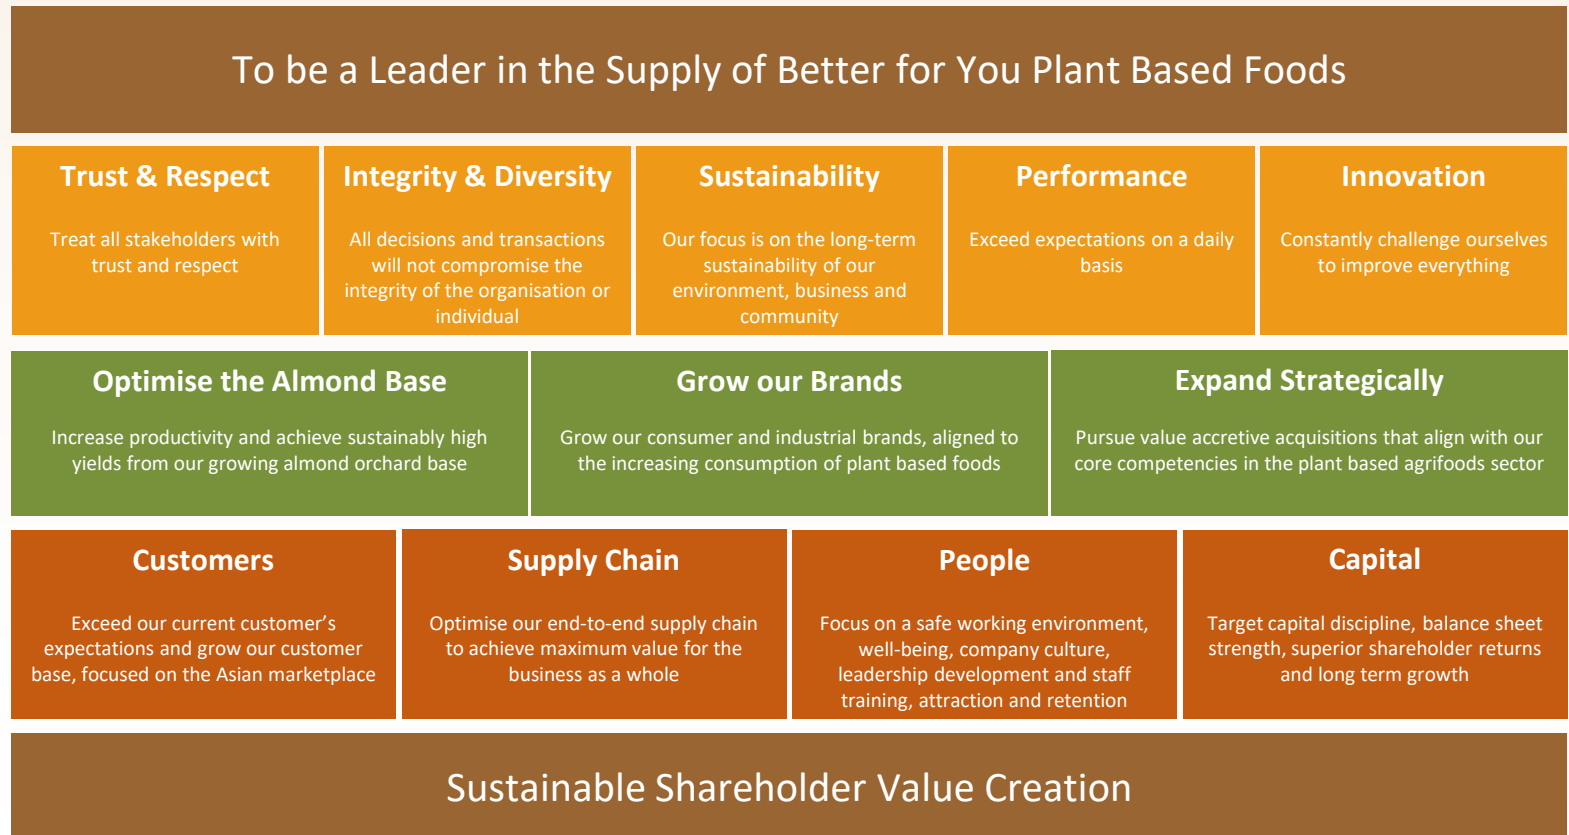 To be a Leader in the Supply of Better for You Plant Based Foods
Trust & Respect
Treat all stakeholders with
trust and respect
Integrity & Diversity
All decisions and transactions
will not compromise the
integrity of the organisation or
individual
Sustainability
Our focus is on the long-term
sustainability of our
environment, business and
community
Performance
Exceed expectations on a daily
basis
Innovation
Constantly challenge ourselves
to improve everything
Optimise the Almond Base
Increase productivity and achieve sustainably high
yields from our growing almond orchard base
Grow our Brands
Grow our consumer and industrial brands, aligned to
the increasing consumption of plant based foods
Expand Strategically
Pursue value accretive acquisitions that align with our
core competencies in the plant based agrifoods sector
Customers
Exceed our current customer’s
expectations and grow our customer
base, focused on the Asian marketplace
Supply Chain
Optimise our end-to-end supply chain
to achieve maximum value for the
business as a whole
People
Focus on a safe working environment,
well-being, company culture,
leadership development and staff
training, attraction and retention
Capital
Target capital discipline, balance sheet
strength, superior shareholder returns
and long term growth
Sustainable Shareholder Value Creation